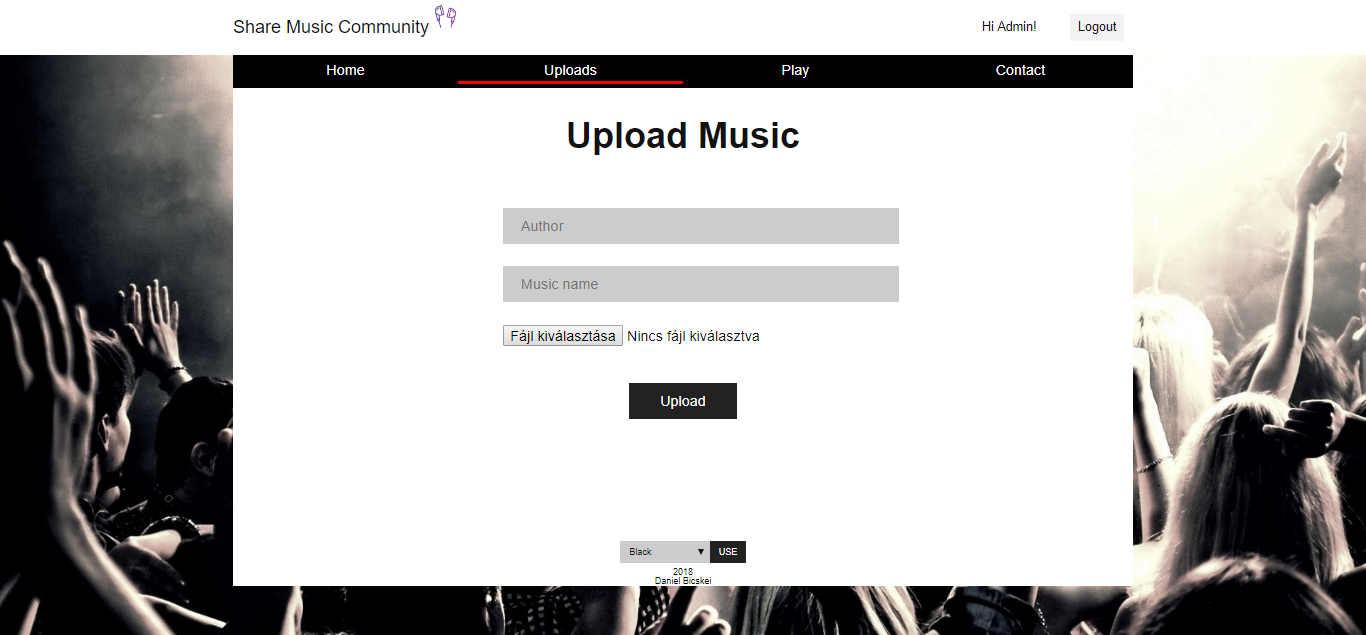 Share Music Community
Hi Admin!
Logout
Home
Uploads
Play
Contact
Upload Music
Author
Music name
Fájl kiválasztása Nincs fájl kiválasztva
Upload
Black
USE
2018
Daniel Bicskei